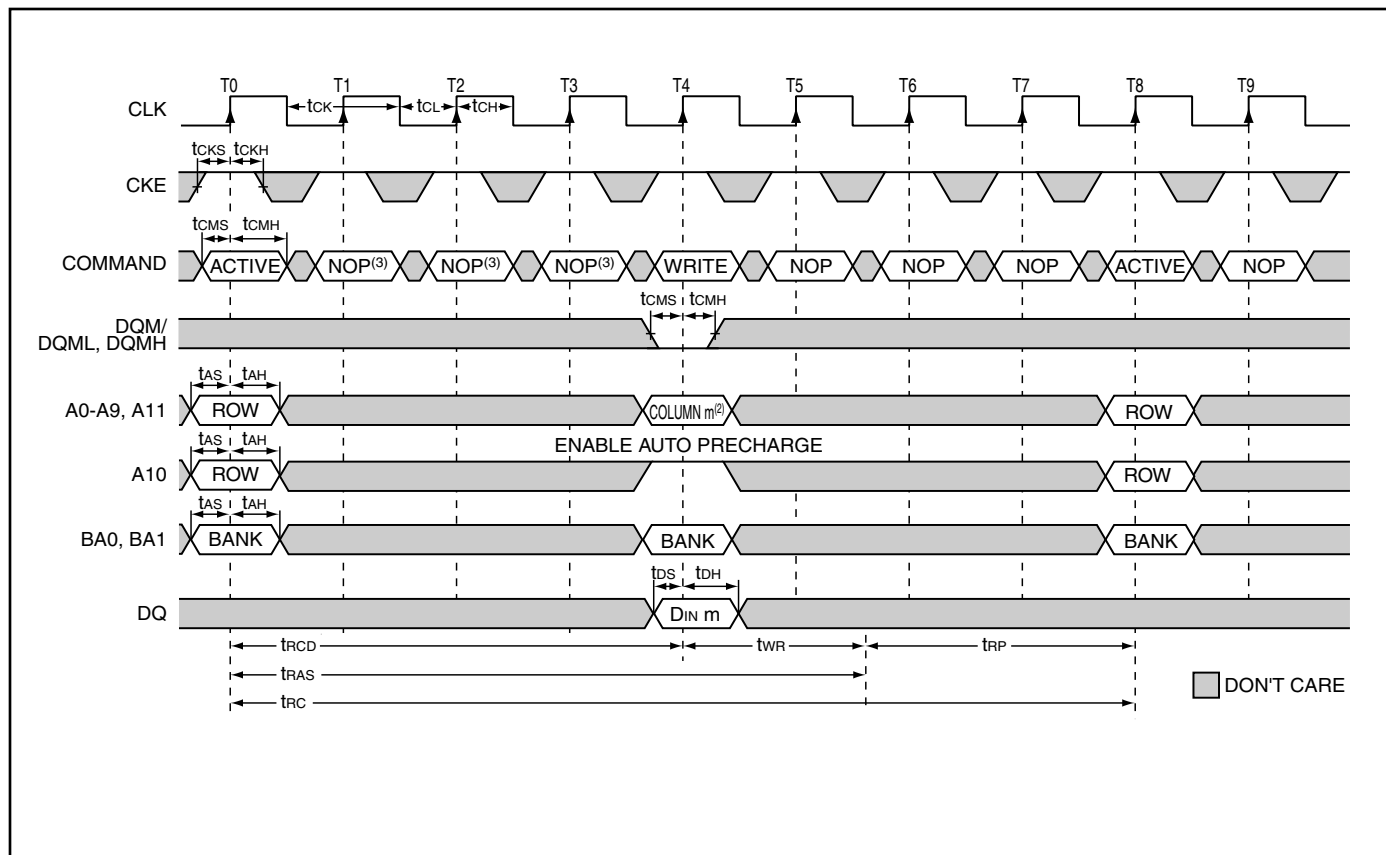 T0 T1 T2 T3 T4 T5 T6 T7 T8 T9
CLK tCK tCL tCH
tCKS tCKH
CKE
tCMS tCMH
COMMAND ACTIVE NOP(3) NOP(3) NOP(3) WRITE NOP NOP NOP ACTIVE NOP
tCMS tCMH
DQM/
DQML, DQMH
tAS tAH
A0-A9, A11 ROW COLUMN m(2) ROW
tAS tAH ENABLE AUTO PRECHARGE
A10 ROW ROW
tAS tAH
BA0, BA1 BANK BANK BANK
tDS tDH
DQ DIN m
tRCD tWR tRP
tRAS
DON'T CARE
tRC